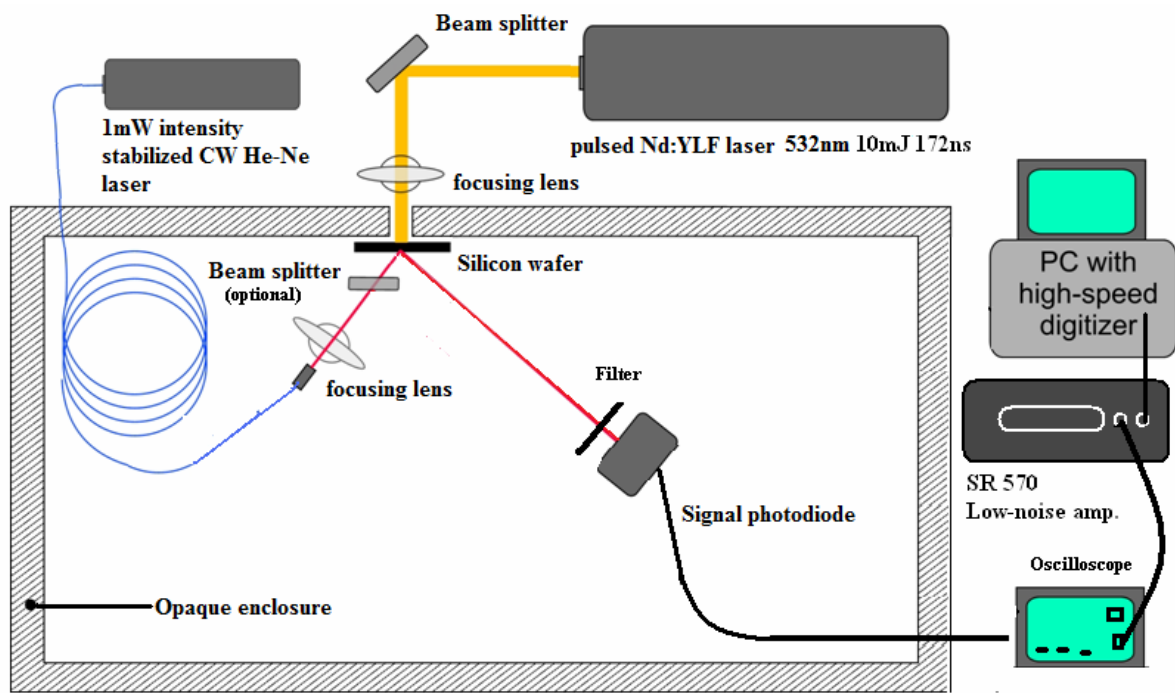 Beam splitter
1mW intensity
stabilized CW He-Ne
laser
pulsed Nd:YLF laser 532nm 10mJ 172ns
focusing lens
Silicon wafer
Beam splitter
(optional)
focusing lens
Filter
Signal photodiode
Opaque enclosure
PC with
high-speed
digitizer
SR 570
Low-noise amp.
Oscilloscope